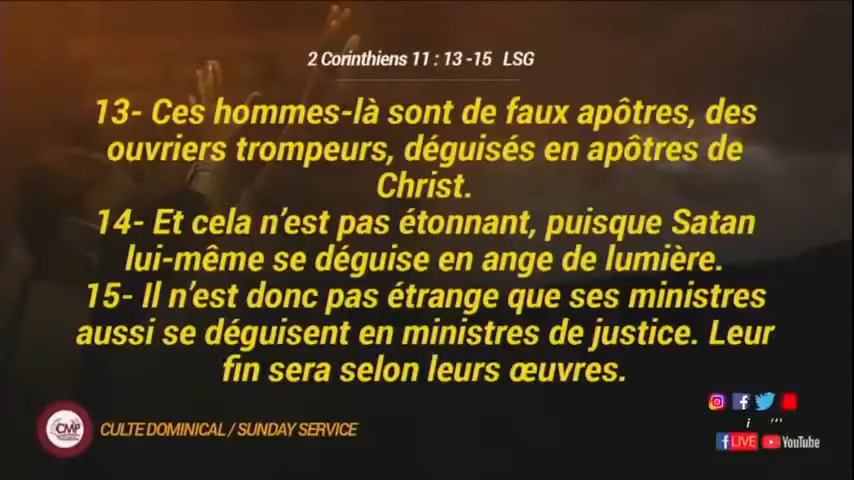 2 Corinthiens 11 : 13 -15 LSG
13- Ces hommes-là sont de faux apôtres, des
ouvriers trompeurs, déguisés en apôtres de
Christ.
14- Et cela n’est pas étonnant, puisque Satan
lui-même se déguise en ange de lumière.
15- Il n’est donc pas étrange que ses ministres
aussi se déguisent en ministres de justice. Leur
fin sera selon leurs œuvres.
CMP
CULTE DOMINICAL / SUNDAY SERVICE
LIVE YouTube